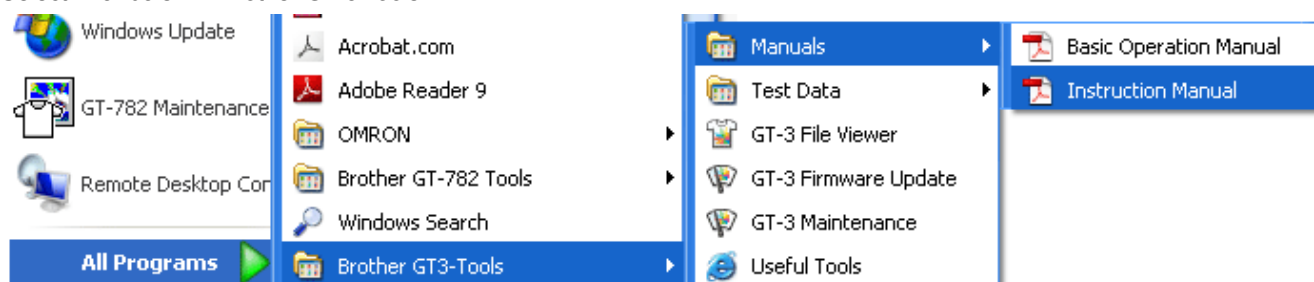 Windows Update
GT-782 Maintenance
Remote Desktop Cor
All Programs
Acrobat.com
Adobe Reader 9
OMRON
Brother GT-782 Tools
Windows Search
Brother GT3-Tools
Manuals
Test Data
GT-3 File Viewer
GT-3 Firmware Update
GT-3 Maintenance
Useful Tools
Basic Operation Manual
Instruction Manual